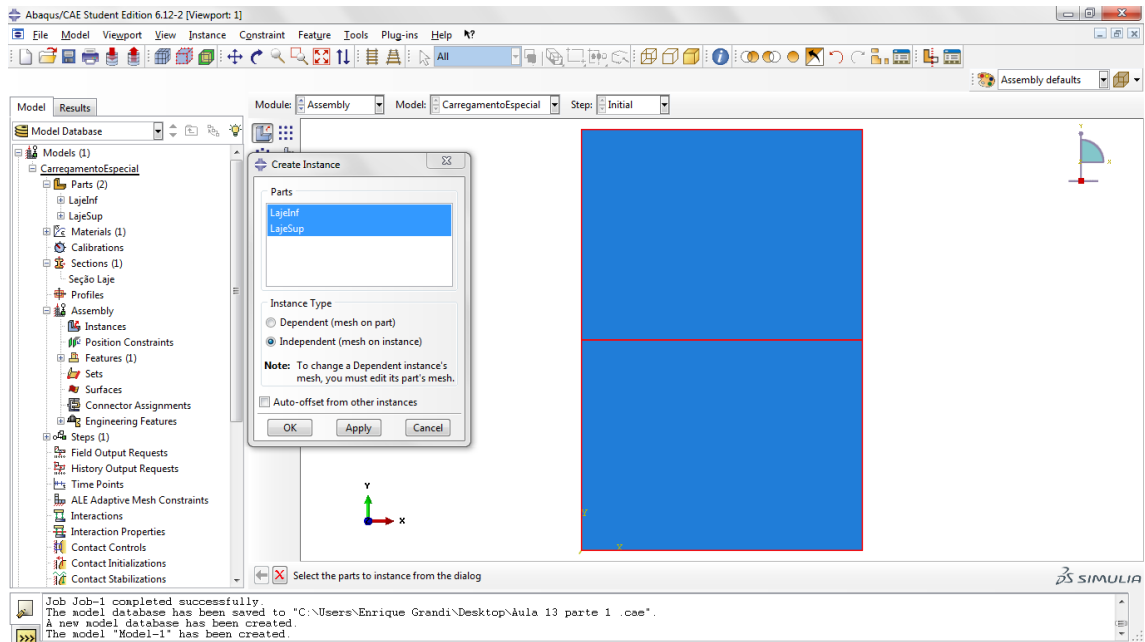 Abaqus/CAE Student Edition 6.12-2 [Viewport: 1]
File Model Viewport View Instance Constraint Feature Tools Plug-ins Help
All
Assembly defaults
Model Results
Module: Assembly Model: CarregamentoEspecial Step: Initial
Model Database
Models (1)
CarregamentoEspecial
Parts (2)
LajeInf
LajeSup
Materials (1)
Calibrations
Sections (1)
Seção Laje
Profiles
Assembly
Instances
Position Constraints
Features (1)
Sets
Surfaces
Connector Assignments
Engineering Features
Steps (1)
Field Output Requests
History Output Requests
Time Points
ALE Adaptive Mesh Constraints
Interactions
Interaction Properties
Contact Controls
Contact Initializations
Contact Stabilizations
Create Instance
Parts
LajeInf
LajeSup
Instance Type
Dependent (mesh on part)
Independent (mesh on instance)
Note: To change a Dependent instance's
mesh, you must edit its part's mesh.
Auto-offset from other instances
OK Apply Cancel
Y
X
Y
X
Y
Y
Select the parts to instance from the dialog
SIMULIA
Job Job-1 completed successfully.
The model database has been saved to "C:\Users\Enrique Grandi\Desktop\Aula 13 parte 1 .cae".
A new model database has been created.
The model "Model-1" has been created.
>>>